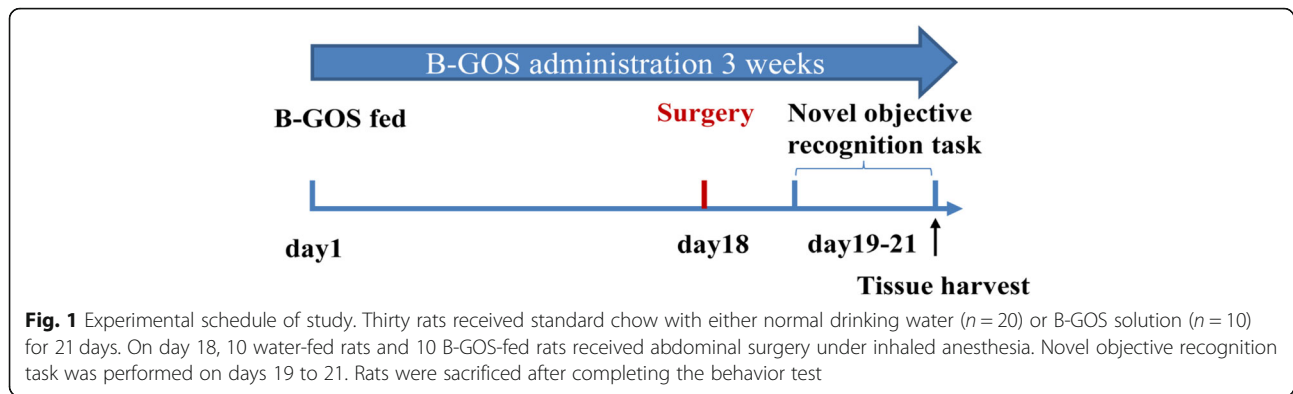 B-GOS administration 3 weeks
B-GOS fed
Surgery
Novel objective
recognition task
day1
day18
day19-21
Tissue harvest
Fig. 1 Experimental schedule of study. Thirty rats received standard chow with either normal drinking water (n = 20) or B-GOS solution (n = 10)
for 21 days. On day 18, 10 water-fed rats and 10 B-GOS-fed rats received abdominal surgery under inhaled anesthesia. Novel objective recognition
task was performed on days 19 to 21. Rats were sacrificed after completing the behavior test